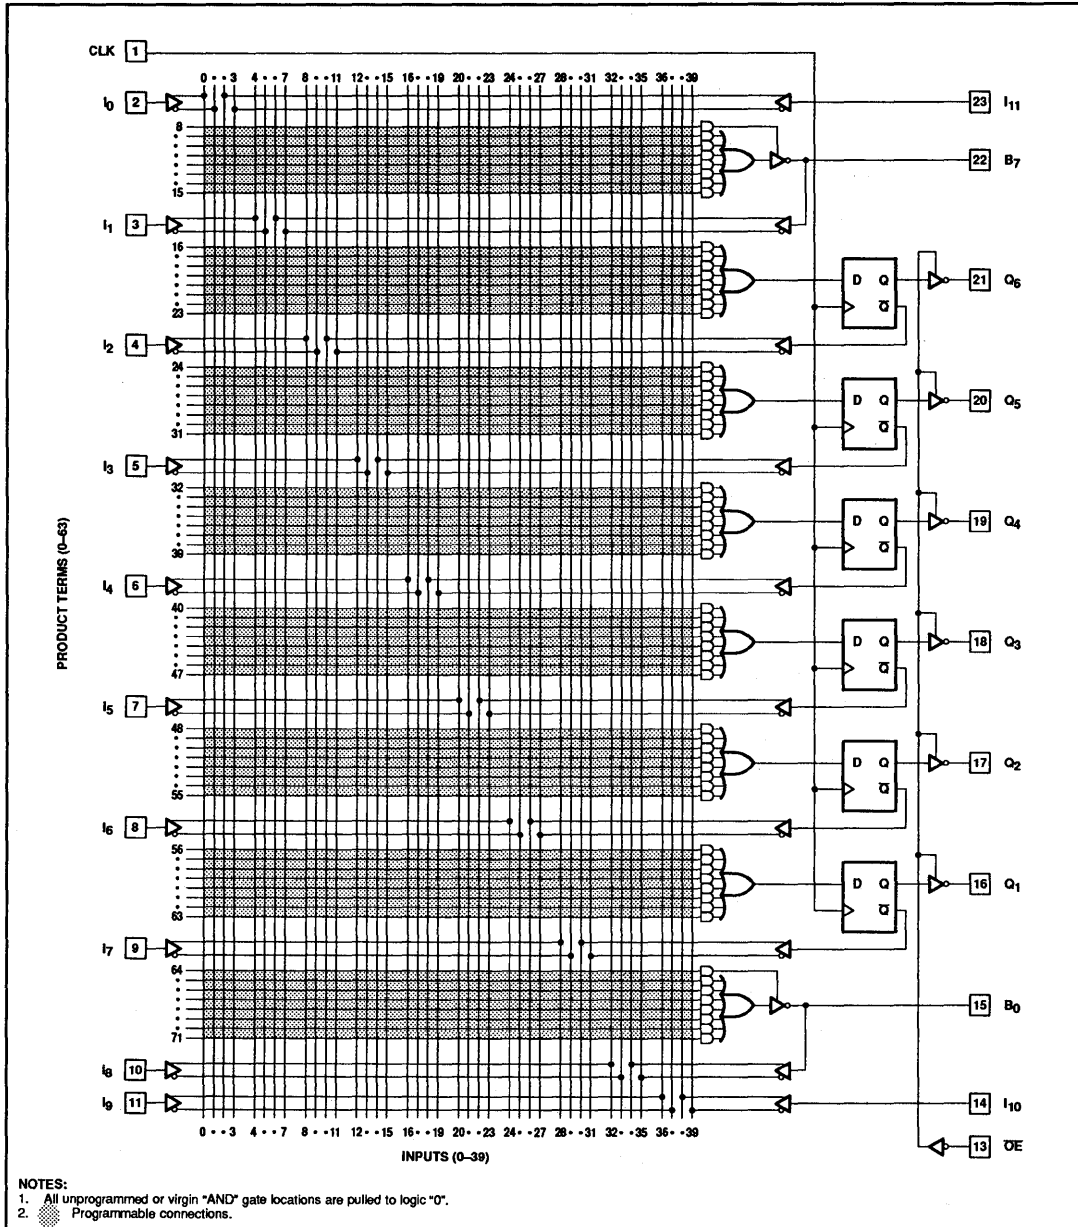 CLK 1
0 • • 3 4 • • 7 8 • • 11 12 • 15 16 • • 19 20 • • 23 24 • • 27 28 • • 31 32 • • 35 36 • • 39
I0 2 23 I11
8
22 B7
15
I1 3
16
D Q 21 Q6
Q̅
23
I2 4
24
D Q 20 Q5
Q̅
31
I3 5
32
D Q 19 Q4
Q̅
39
I4 6
40
D Q 18 Q3
Q̅
47
I5 7
48
D Q 17 Q2
Q̅
55
I6 8
56
D Q 16 Q1
Q̅
63
I7 9
64
15 B0
71
I8 10
I9 11 14 I10
0 • • 3 4 • • 7 8 • • 11 12 • • 15 16 • • 19 20 • • 23 24 • • 27 28 • • 31 32 • • 35 36 • • 39
13 O̅E̅
INPUTS (0–39)
PRODUCT TERMS (0–63)
NOTES:
1. All unprogrammed or virgin "AND" gate locations are pulled to logic "0".
2. Programmable connections.